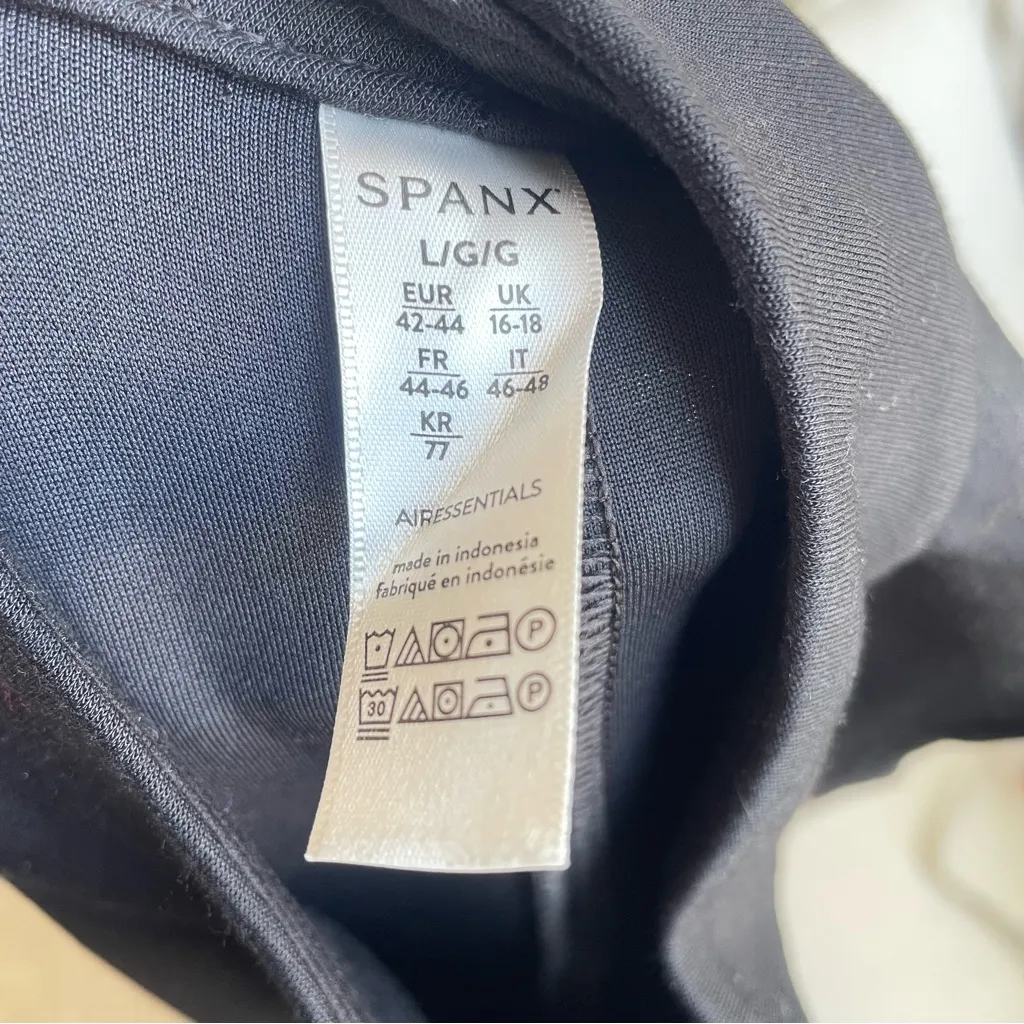 SPANX
L/G/G
EUR UK
42-44 16-18
FR IT
44-46 46-48
KR
77
AIRESSENTIALS
made in indonesia
fabriqué en indonésie
P
30 P